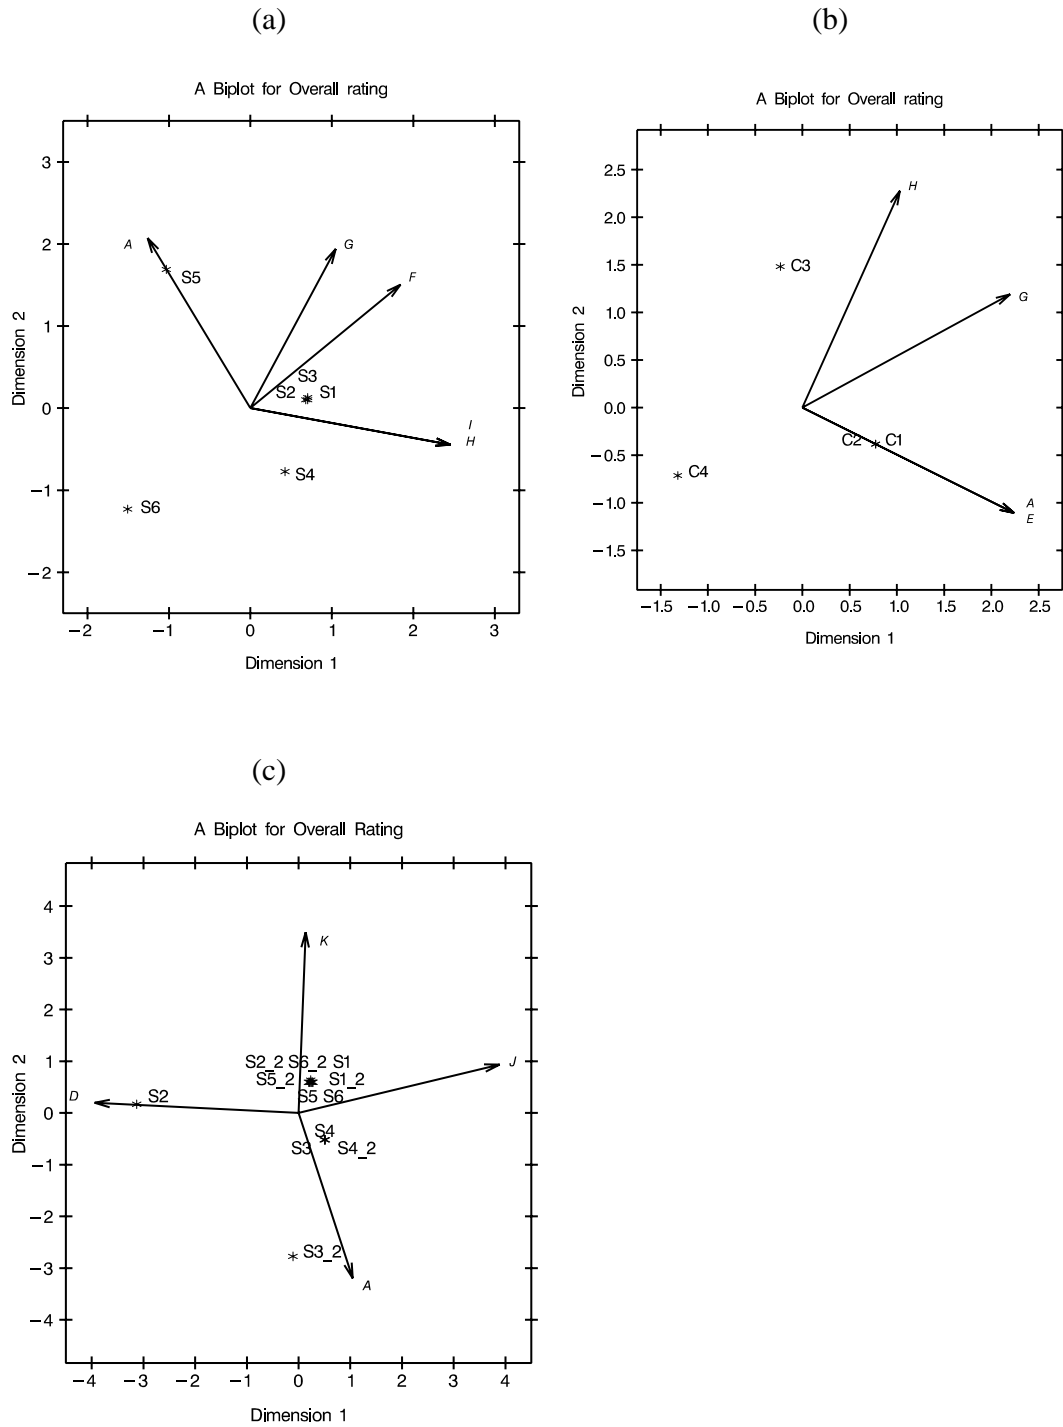 (a)
A Biplot for Overall rating
Dimension 2
3
2
1
0
−1
−2
A
G
F
S5
S3
S2 S1
I
H
S4
S6
−2 −1 0 1 2 3
Dimension 1
(b)
A Biplot for Overall rating
Dimension 2
2.5
2.0
1.5
1.0
0.5
0.0
−0.5
−1.0
−1.5
H
C3
G
C2 C1
C4
A
E
−1.5 −1.0 −0.5 0.0 0.5 1.0 1.5 2.0 2.5
Dimension 1
(c)
A Biplot for Overall Rating
Dimension 2
4
3
2
1
0
−1
−2
−3
−4
K
S2_2 S6_2 S1
J
S5_2 S1_2
D S2 S5 S6
S4
S3 S4_2
S3_2
A
−4 −3 −2 −1 0 1 2 3 4
Dimension 1